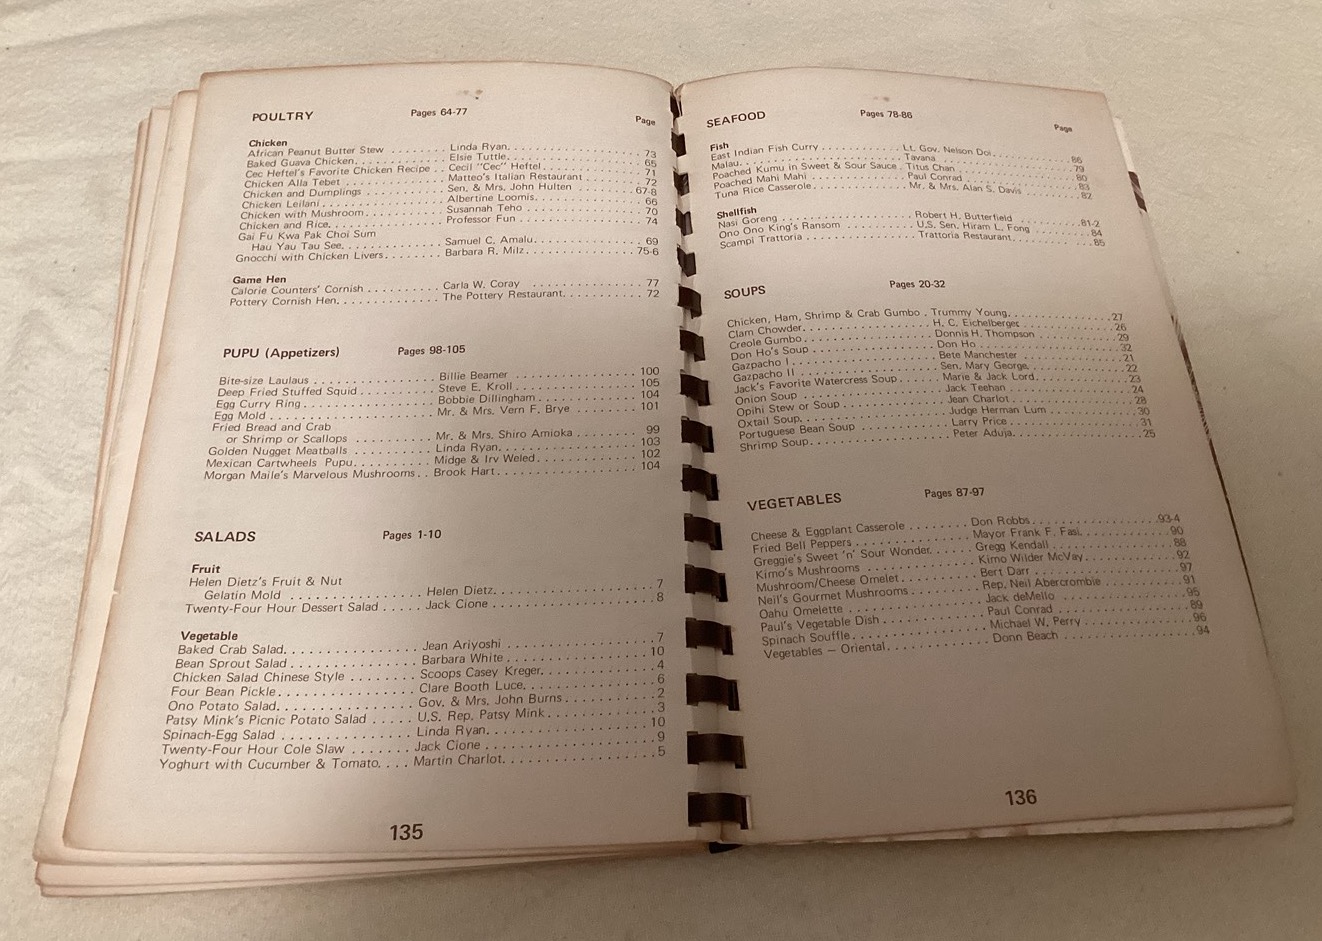 POULTRY Pages 64-77
Page
Chicken
African Peanut Butter Stew ........ Linda Ryan. ........ 73
Baked Guava Chicken. ........ Elsie Tuttle. ........ 65
Cec Heftel's Favorite Chicken Recipe .. Cecil "Cec" Heftel ........ 71
Chicken Alla Tebet ........ Matteo's Italian Restaurant ........ 72
Chicken and Dumplings ........ Sen. & Mrs. John Hulten ........ 67-8
Chicken Leilani ........ Albertine Loomis. ........ 66
Chicken with Mushroom ........ Susannah Teho ........ 70
Chicken and Rice. ........ Professor Fun ........ 74
Gai Fu Kwa Pak Choi Sum
Hau Yau Tau See. ........ Samuel C. Amalu. ........ 69
Gnocchi with Chicken Livers ........ Barbara R. Milz. ........ 75-6
Game Hen
Calorie Counters' Cornish ........ Carla W. Coray ........ 77
Pottery Cornish Hen. ........ The Pottery Restaurant. ........ 72
PUPU (Appetizers) Pages 98-105
Bite-size Laulaus ........ Billie Beamer ........ 100
Deep Fried Stuffed Squid ........ Steve E. Kroll ........ 105
Egg Curry Ring ........ Bobbie Dillingham ........ 104
Egg Mold ........ Mr. & Mrs. Vern F. Brye ........ 101
Fried Bread and Crab
or Shrimp or Scallops ........ Mr. & Mrs. Shiro Amioka ........ 99
Golden Nugget Meatballs ........ Linda Ryan ........ 103
Mexican Cartwheels Pupu. ........ Midge & Irv Weled ........ 102
Morgan Maile's Marvelous Mushrooms .. Brook Hart ........ 104
SALADS Pages 1-10
Fruit
Helen Dietz's Fruit & Nut
Gelatin Mold ........ Helen Dietz. ........ 7
Twenty-Four Hour Dessert Salad ..... Jack Cione ........ 8
Vegetable
Baked Crab Salad. ........ Jean Ariyoshi ........ 7
Bean Sprout Salad ........ Barbara White ........ 10
Chicken Salad Chinese Style ........ Scoops Casey Kreger. ........ 4
Four Bean Pickle ........ Clare Booth Luce. ........ 6
Ono Potato Salad. ........ Gov. & Mrs. John Burns ........ 2
Patsy Mink's Picnic Potato Salad ..... U.S. Rep. Patsy Mink ........ 3
Spinach-Egg Salad ........ Linda Ryan ........ 10
Twenty-Four Hour Cole Slaw ....... Jack Cione ........ 9
Yoghurt with Cucumber & Tomato. ... Martin Charlot. ........ 5
135
SEAFOOD Pages 78-86
Page
Fish
East Indian Fish Curry ........ Lt. Gov. Nelson Doi. ........ 86
Malau. ........ Tavana ........ 79
Poached Kumu in Sweet & Sour Sauce . Titus Chan ........ 80
Poached Mahi Mahi ........ Paul Conrad ........ 83
Tuna Rice Casserole ........ Mr. & Mrs. Alan S. Davis ........ 82
Shellfish
Nasi Goreng ........ Robert H. Butterfield ........ 81-2
Ono Ono King's Ransom ........ U.S. Sen. Hiram L. Fong ........ 84
Scampi Trattoria ........ Trattoria Restaurant. ........ 85
SOUPS Pages 20-32
Chicken, Ham, Shrimp & Crab Gumbo . Trummy Young. ........ 27
Clam Chowder. ........ H. C. Eichelberger ........ 26
Creole Gumbo ........ Donnis H. Thompson ........ 29
Don Ho's Soup ........ Don Ho ........ 32
Gazpacho I ........ Bete Manchester ........ 21
Gazpacho II ........ Sen. Mary George. ........ 22
Jack's Favorite Watercress Soup ...... Marie & Jack Lord ........ 23
Onion Soup ........ Jack Teehan ........ 24
Opihi Stew or Soup ........ Jean Charlot ........ 28
Oxtail Soup. ........ Judge Herman Lum ........ 30
Portuguese Bean Soup ........ Larry Price ........ 31
Shrimp Soup ........ Peter Aduja. ........ 25
VEGETABLES Pages 87-97
Cheese & Eggplant Casserole ........ Don Robbs ........ 93-4
Fried Bell Peppers ........ Mayor Frank F. Fasi. ........ 90
Greggie's Sweet 'n' Sour Wonder. ..... Gregg Kendall ........ 88
Kimo's Mushrooms ........ Kimo Wilder McVay ........ 92
Mushroom/Cheese Omelet ........ Bert Darr ........ 97
Neil's Gourmet Mushrooms ........ Rep. Neil Abercrombie ........ 91
Oahu Omelette ........ Jack deMello ........ 95
Paul's Vegetable Dish ........ Paul Conrad ........ 89
Spinach Souffle ........ Michael W. Perry ........ 96
Vegetables — Oriental. ........ Donn Beach ........ 94
136